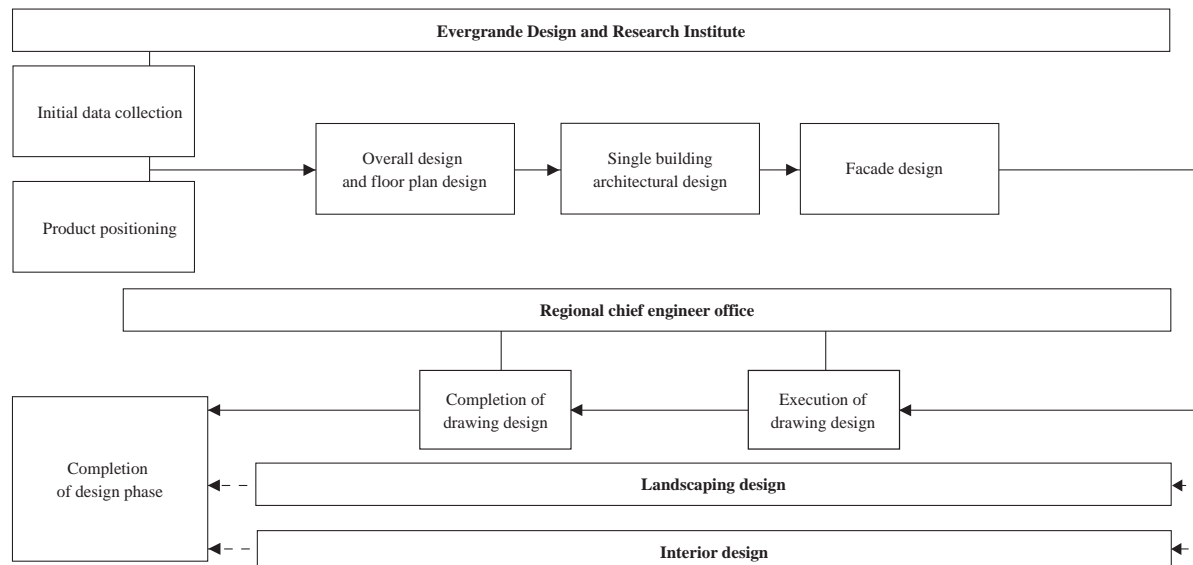 Evergrande Design and Research Institute
Initial data collection
Product positioning
Overall design
and floor plan design
Single building
architectural design
Facade design
Regional chief engineer office
Execution of
drawing design
Completion of
drawing design
Completion
of design phase
Landscaping design
Interior design